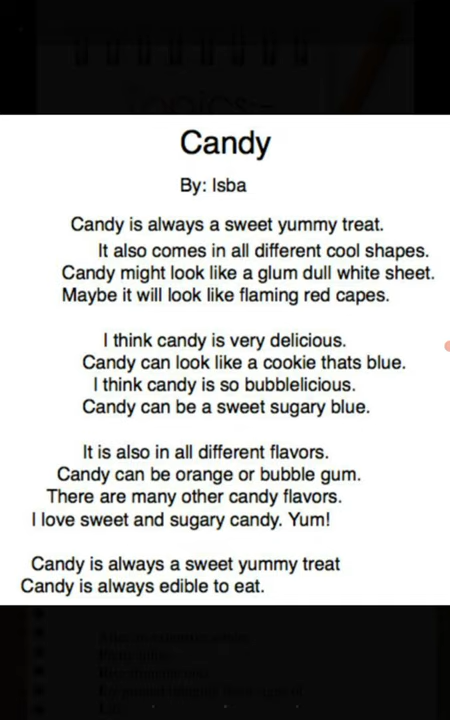 Topics:-
Candy
By: Isba
Candy is always a sweet yummy treat.
It also comes in all different cool shapes.
Candy might look like a glum dull white sheet.
Maybe it will look like flaming red capes.
I think candy is very delicious.
Candy can look like a cookie thats blue.
I think candy is so bubblelicious.
Candy can be a sweet sugary blue.
It is also in all different flavors.
Candy can be orange or bubble gum.
There are many other candy flavors.
I love sweet and sugary candy. Yum!
Candy is always a sweet yummy treat
Candy is always edible to eat.